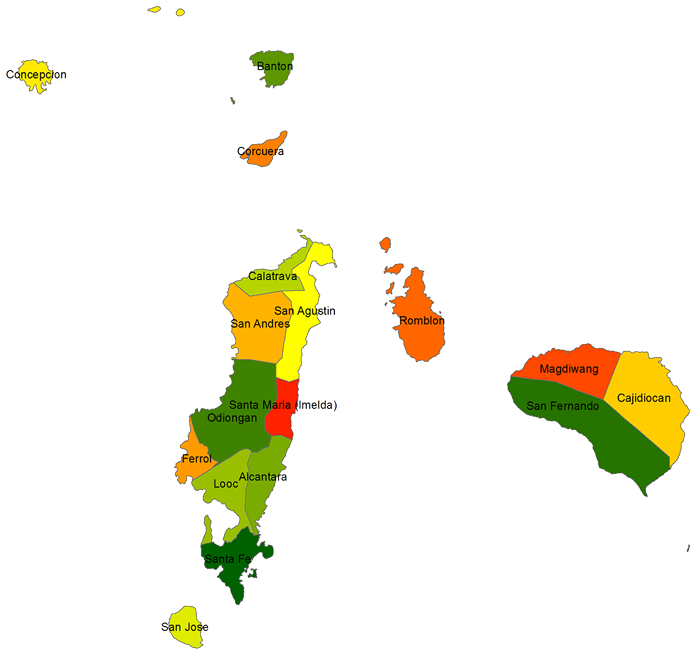 Concepcion
Banton
Corcuera
Calatrava
San Agustin
San Andres
Romblon
Magdiwang
Cajidiocan
San Fernando
Santa Maria (Imelda)
Odiongan
Ferrol
Looc
Alcantara
Santa Fe
San Jose